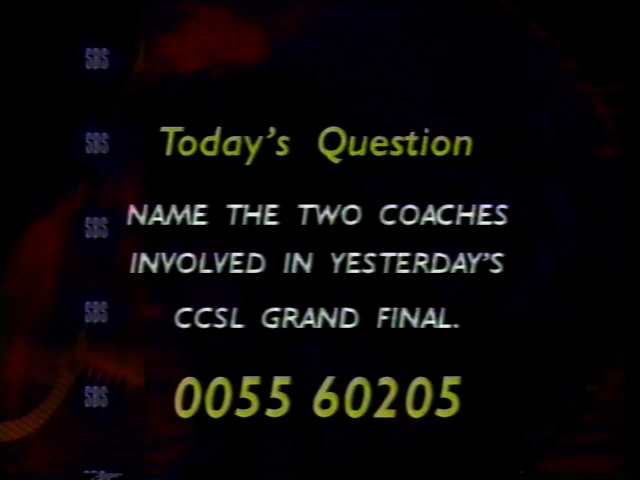 SBS
SBS
SBS
SBS
SBS
Today's Question
NAME THE TWO COACHES
INVOLVED IN YESTERDAY'S
CCSL GRAND FINAL.
0055 60205